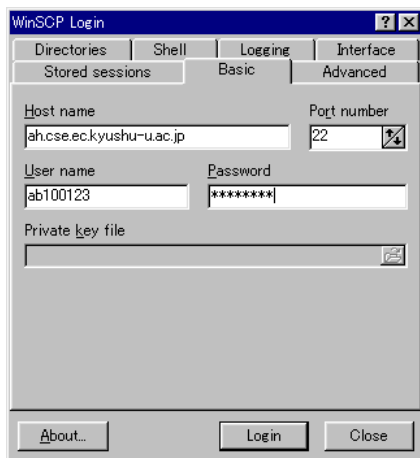 WinSCP Login
Directories Shell Logging Interface
Stored sessions Basic Advanced
Host name Port number
ah.cse.ec.kyushu-u.ac.jp 22
User name Password
ab100123 ********
Private key file
About... Login Close